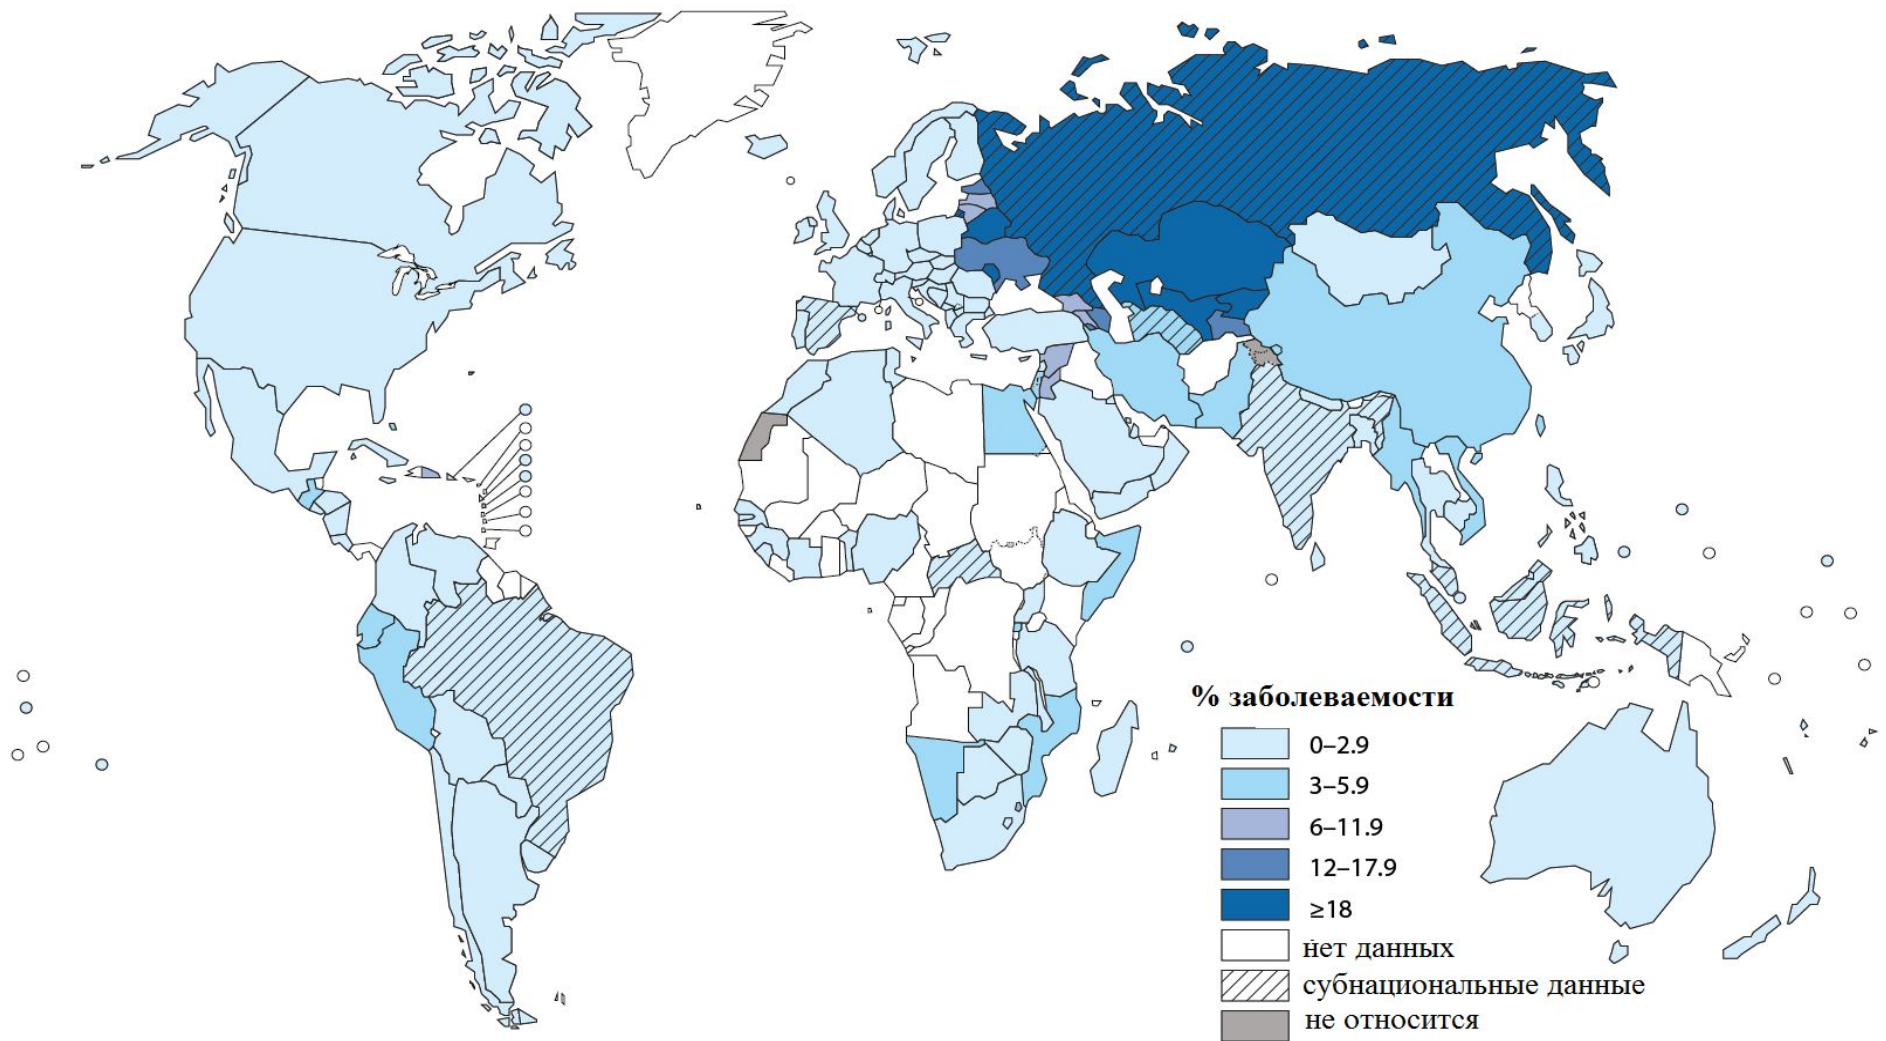 % заболеваемости
0–2.9
3–5.9
6–11.9
12–17.9
≥18
нет данных
субнациональные данные
не относится